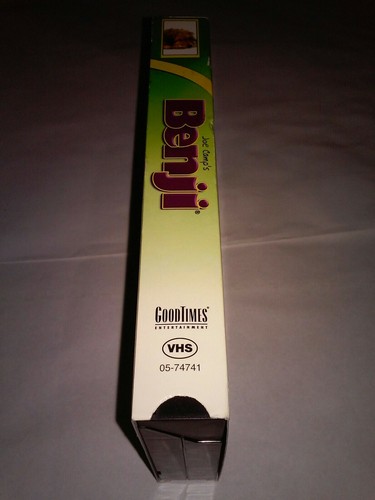 Joe Camp's
Benji®
GOODTIMES®
ENTERTAINMENT
VHS
05-74741